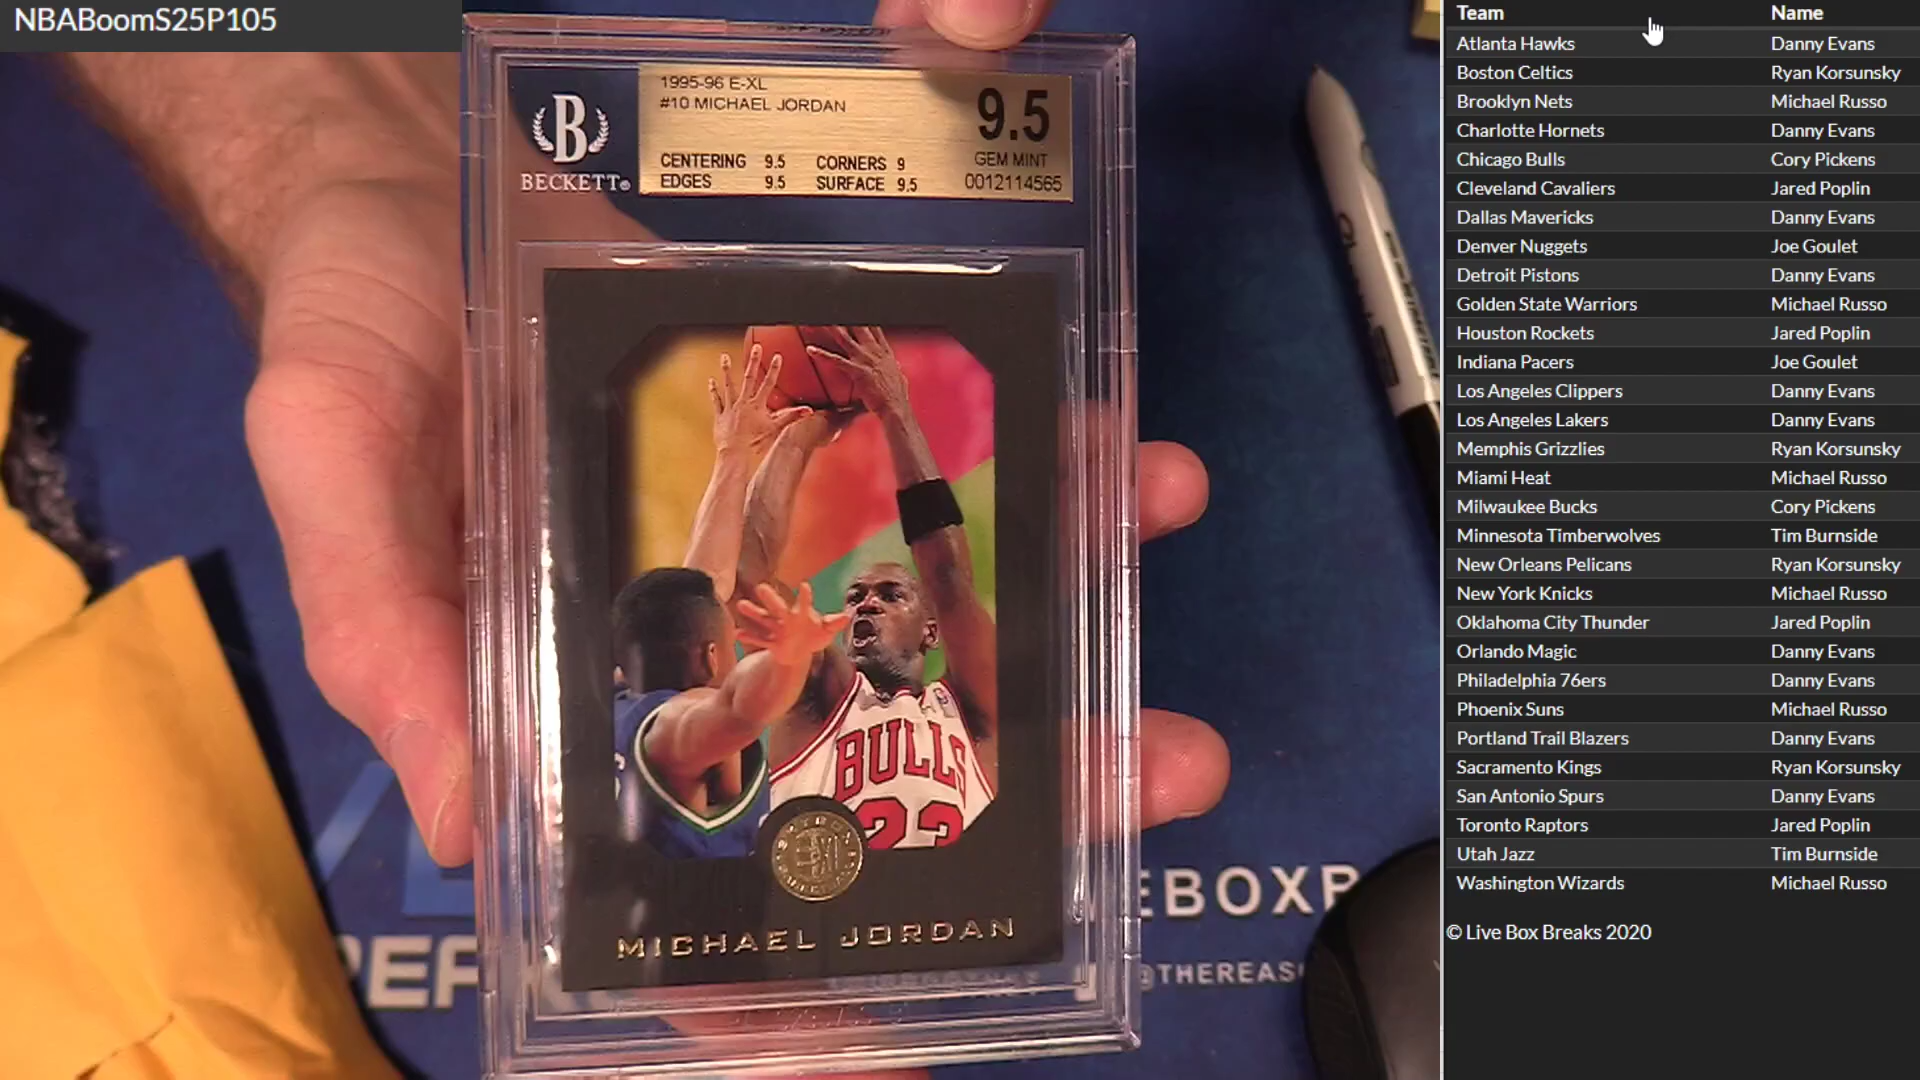 NBABoomS25P105
1995-96 E-XL
#10 MICHAEL JORDAN
9.5
GEM MINT
0012114565
CENTERING 9.5 CORNERS 9
EDGES 9.5 SURFACE 9.5
B
BECKETT
BULLS
23
MICHAEL JORDAN
EBOXB
PER
@THEREAS
Team Name
Atlanta Hawks Danny Evans
Boston Celtics Ryan Korsunsky
Brooklyn Nets Michael Russo
Charlotte Hornets Danny Evans
Chicago Bulls Cory Pickens
Cleveland Cavaliers Jared Poplin
Dallas Mavericks Danny Evans
Denver Nuggets Joe Goulet
Detroit Pistons Danny Evans
Golden State Warriors Michael Russo
Houston Rockets Jared Poplin
Indiana Pacers Joe Goulet
Los Angeles Clippers Danny Evans
Los Angeles Lakers Danny Evans
Memphis Grizzlies Ryan Korsunsky
Miami Heat Michael Russo
Milwaukee Bucks Cory Pickens
Minnesota Timberwolves Tim Burnside
New Orleans Pelicans Ryan Korsunsky
New York Knicks Michael Russo
Oklahoma City Thunder Jared Poplin
Orlando Magic Danny Evans
Philadelphia 76ers Danny Evans
Phoenix Suns Michael Russo
Portland Trail Blazers Danny Evans
Sacramento Kings Ryan Korsunsky
San Antonio Spurs Danny Evans
Toronto Raptors Jared Poplin
Utah Jazz Tim Burnside
Washington Wizards Michael Russo
© Live Box Breaks 2020